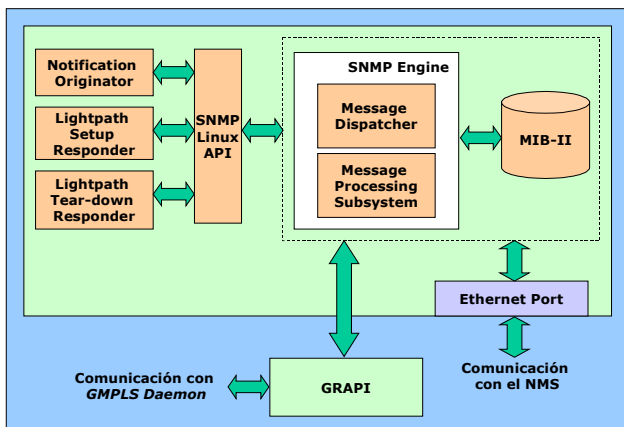 Notification
Originator
Lightpath
Setup
Responder
Lightpath
Tear-down
Responder
SNMP
Linux
API
SNMP Engine
Message
Dispatcher
Message
Processing
Subsystem
MIB-II
Ethernet Port
Comunicación con
GMPLS Daemon
GRAPI
Comunicación
con el NMS